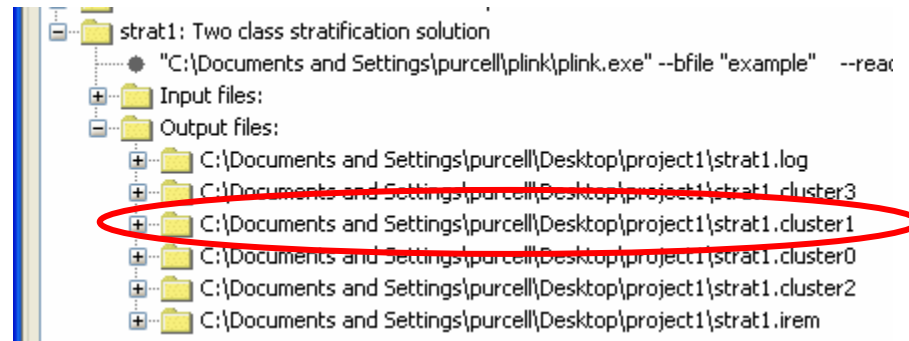 strat1: Two class stratification solution
"C:\Documents and Settings\purcell\plink\plink.exe" --bfile "example" --read
Input files:
Output files:
C:\Documents and Settings\purcell\Desktop\project1\strat1.log
C:\Documents and Settings\purcell\Desktop\project1\strat1.cluster3
C:\Documents and Settings\purcell\Desktop\project1\strat1.cluster1
C:\Documents and Settings\purcell\Desktop\project1\strat1.cluster0
C:\Documents and Settings\purcell\Desktop\project1\strat1.cluster2
C:\Documents and Settings\purcell\Desktop\project1\strat1.irem